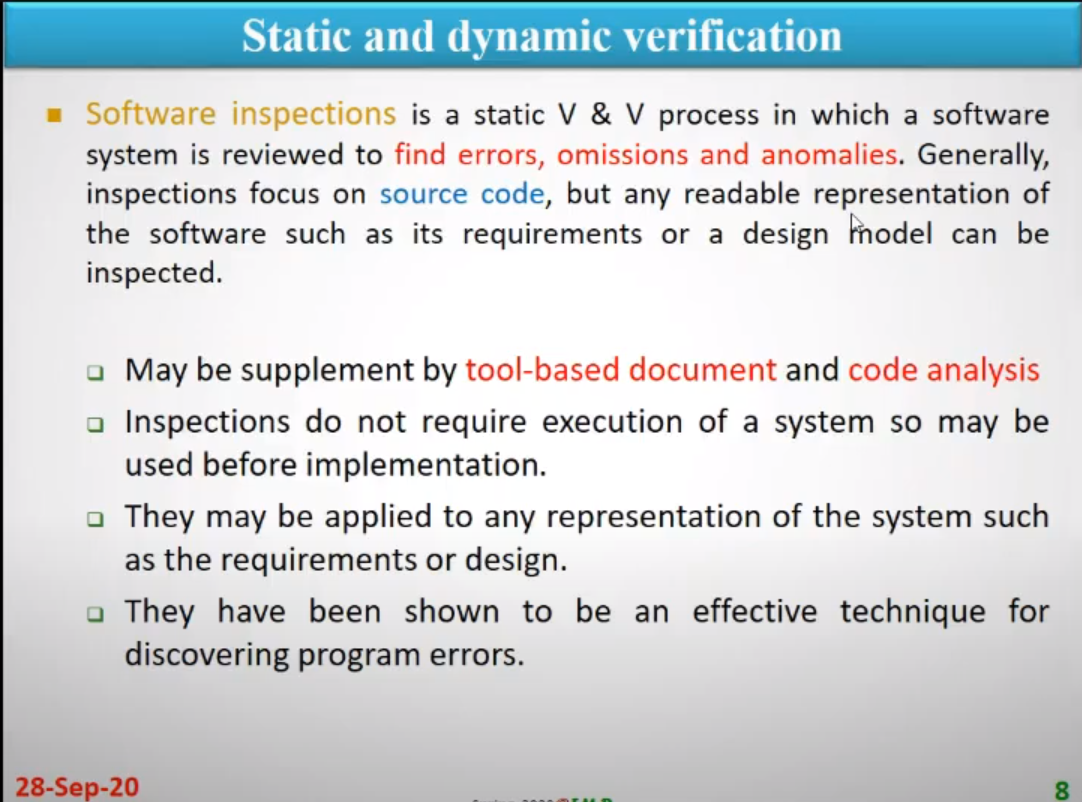 Static and dynamic verification
Software inspections is a static V & V process in which a software
system is reviewed to find errors, omissions and anomalies. Generally,
inspections focus on source code, but any readable representation of
the software such as its requirements or a design model can be
inspected.
May be supplement by tool-based document and code analysis
Inspections do not require execution of a system so may be
used before implementation.
They may be applied to any representation of the system such
as the requirements or design.
They have been shown to be an effective technique for
discovering program errors.
28-Sep-20
8